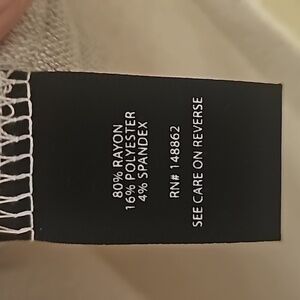 80% RAYON
16% POLYESTER
4% SPANDEX
RN# 148862
SEE CARE ON REVERSE